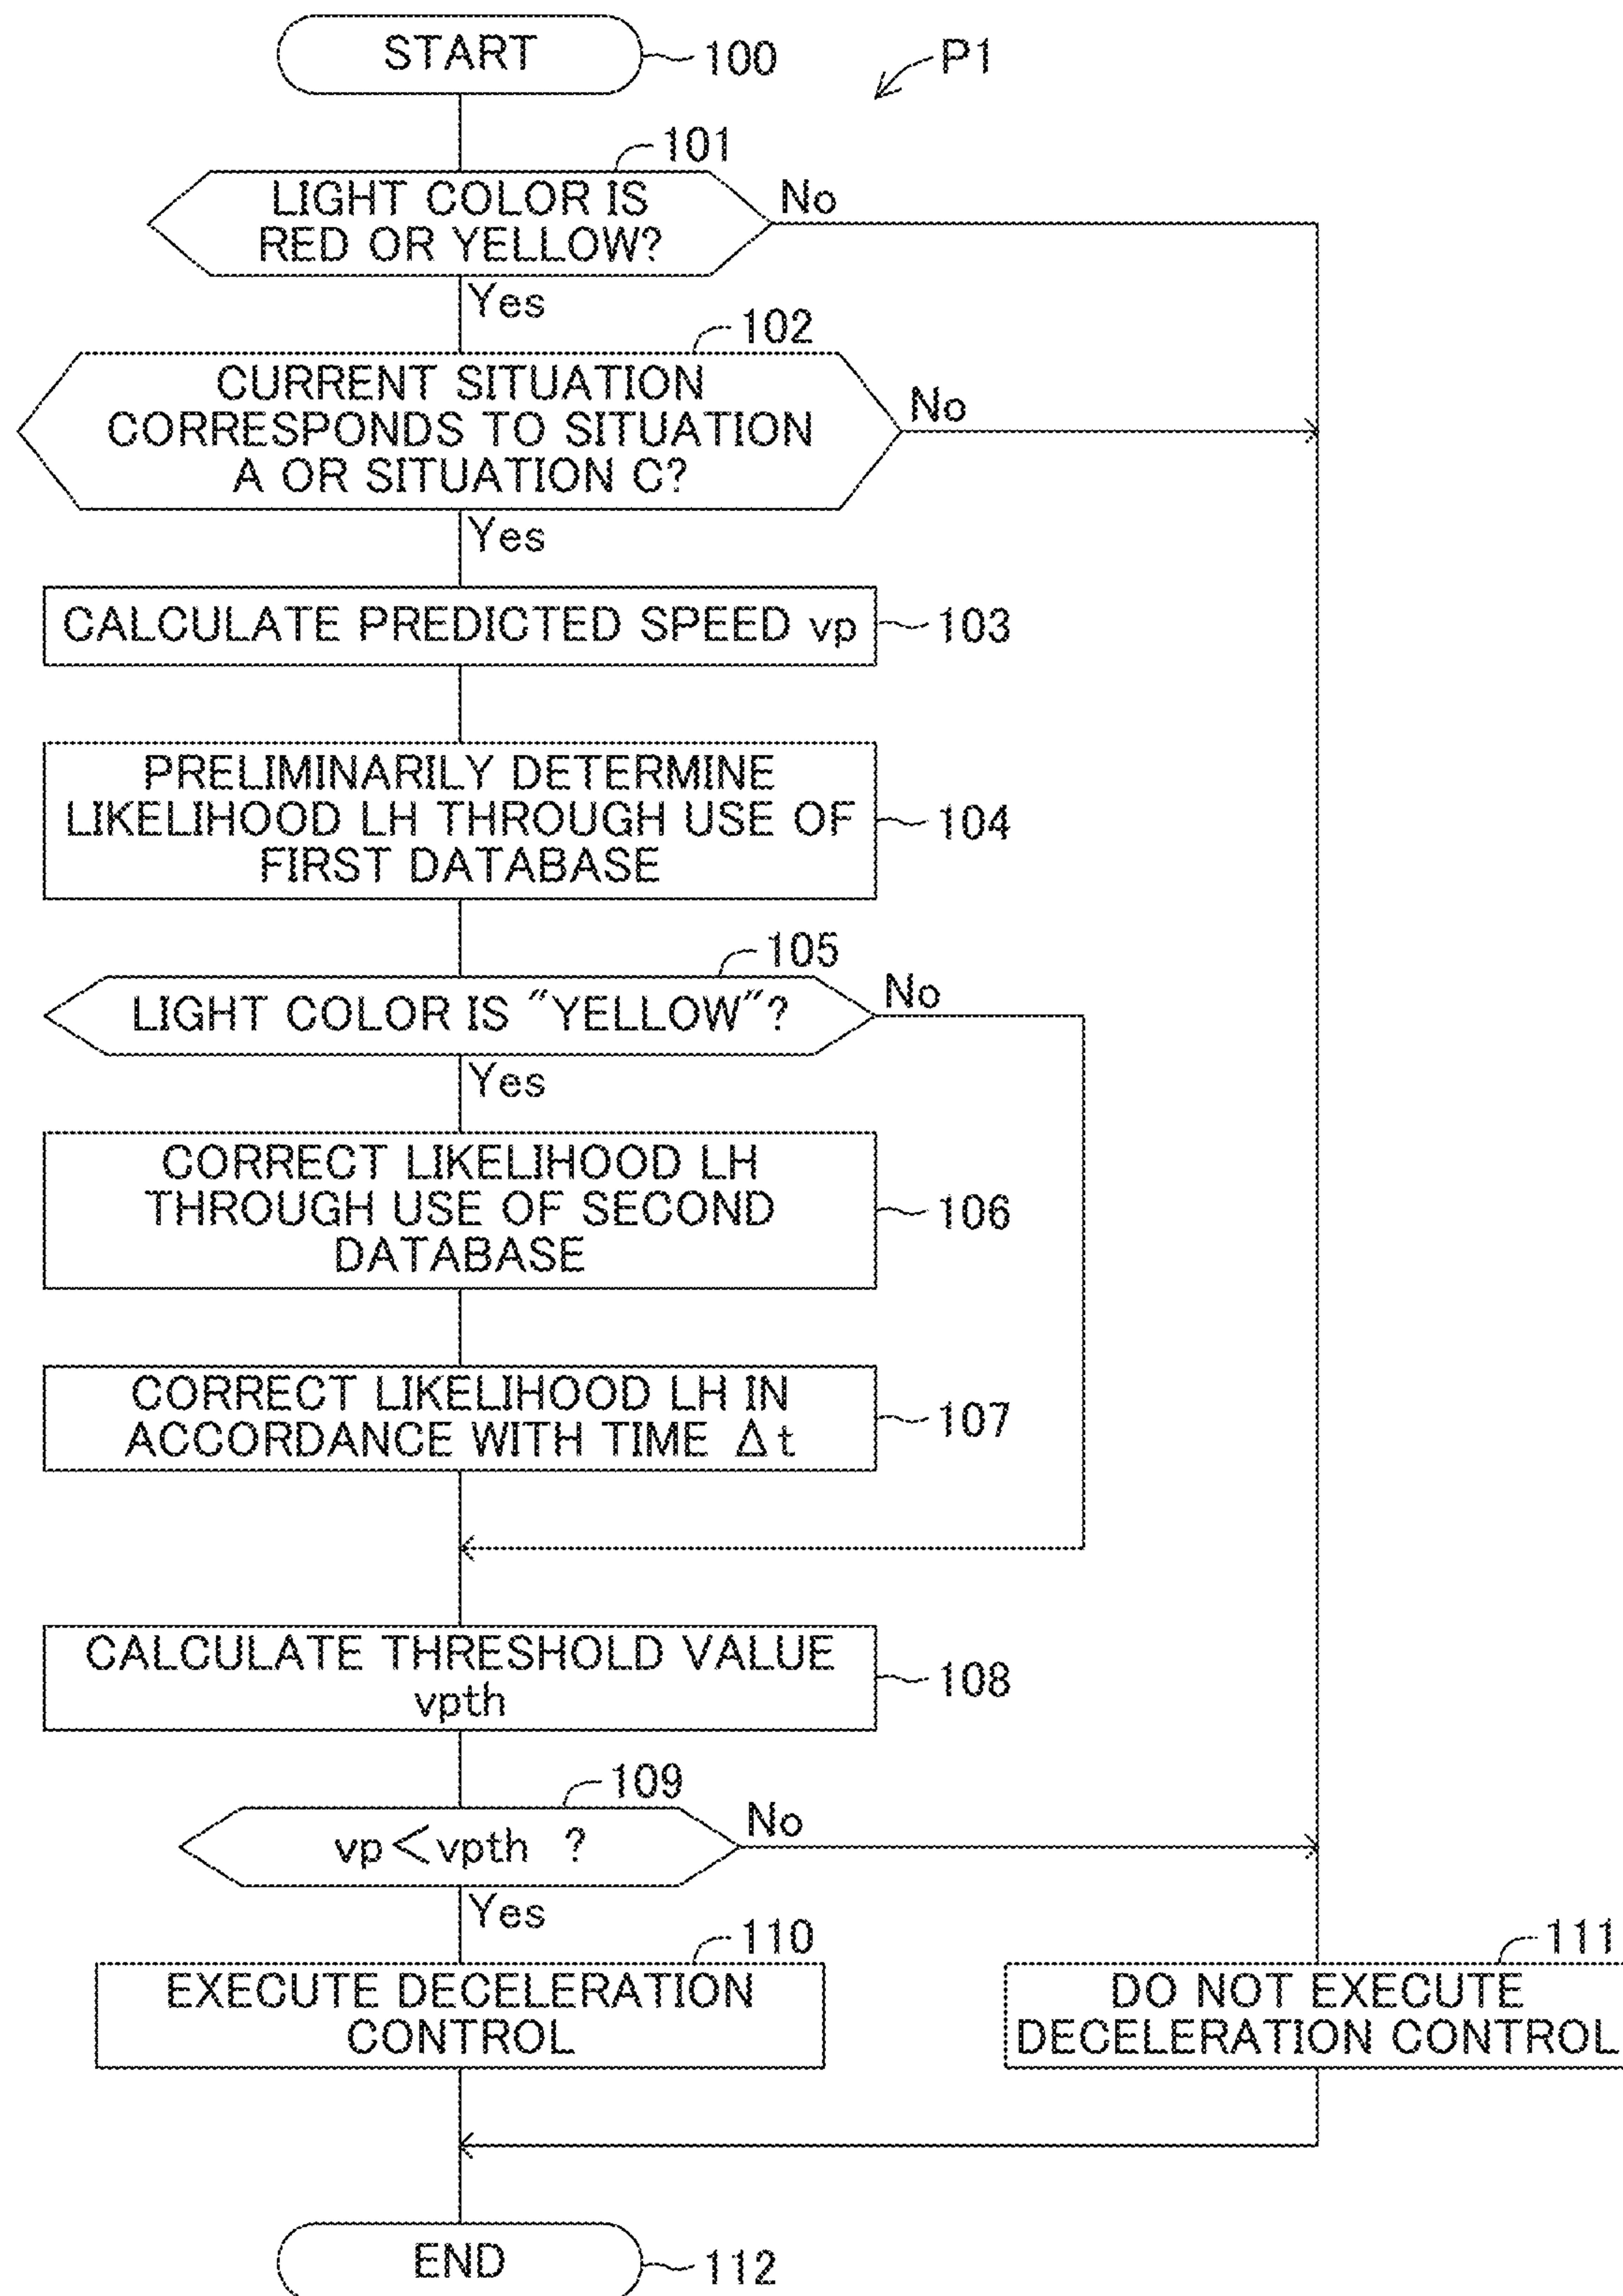 START
100
P1
101
LIGHT COLOR IS
RED OR YELLOW?
No
Yes
102
CURRENT SITUATION
CORRESPONDS TO SITUATION
A OR SITUATION C?
No
Yes
CALCULATE PREDICTED SPEED vp
103
PRELIMINARILY DETERMINE
LIKELIHOOD LH THROUGH USE OF
FIRST DATABASE
104
105
LIGHT COLOR IS "YELLOW"?
No
Yes
CORRECT LIKELIHOOD LH
THROUGH USE OF SECOND
DATABASE
106
CORRECT LIKELIHOOD LH IN
ACCORDANCE WITH TIME Δt
107
CALCULATE THRESHOLD VALUE
vpth
108
109
vp<vpth ?
No
Yes
110
EXECUTE DECELERATION
CONTROL
111
DO NOT EXECUTE
DECELERATION CONTROL
END
112